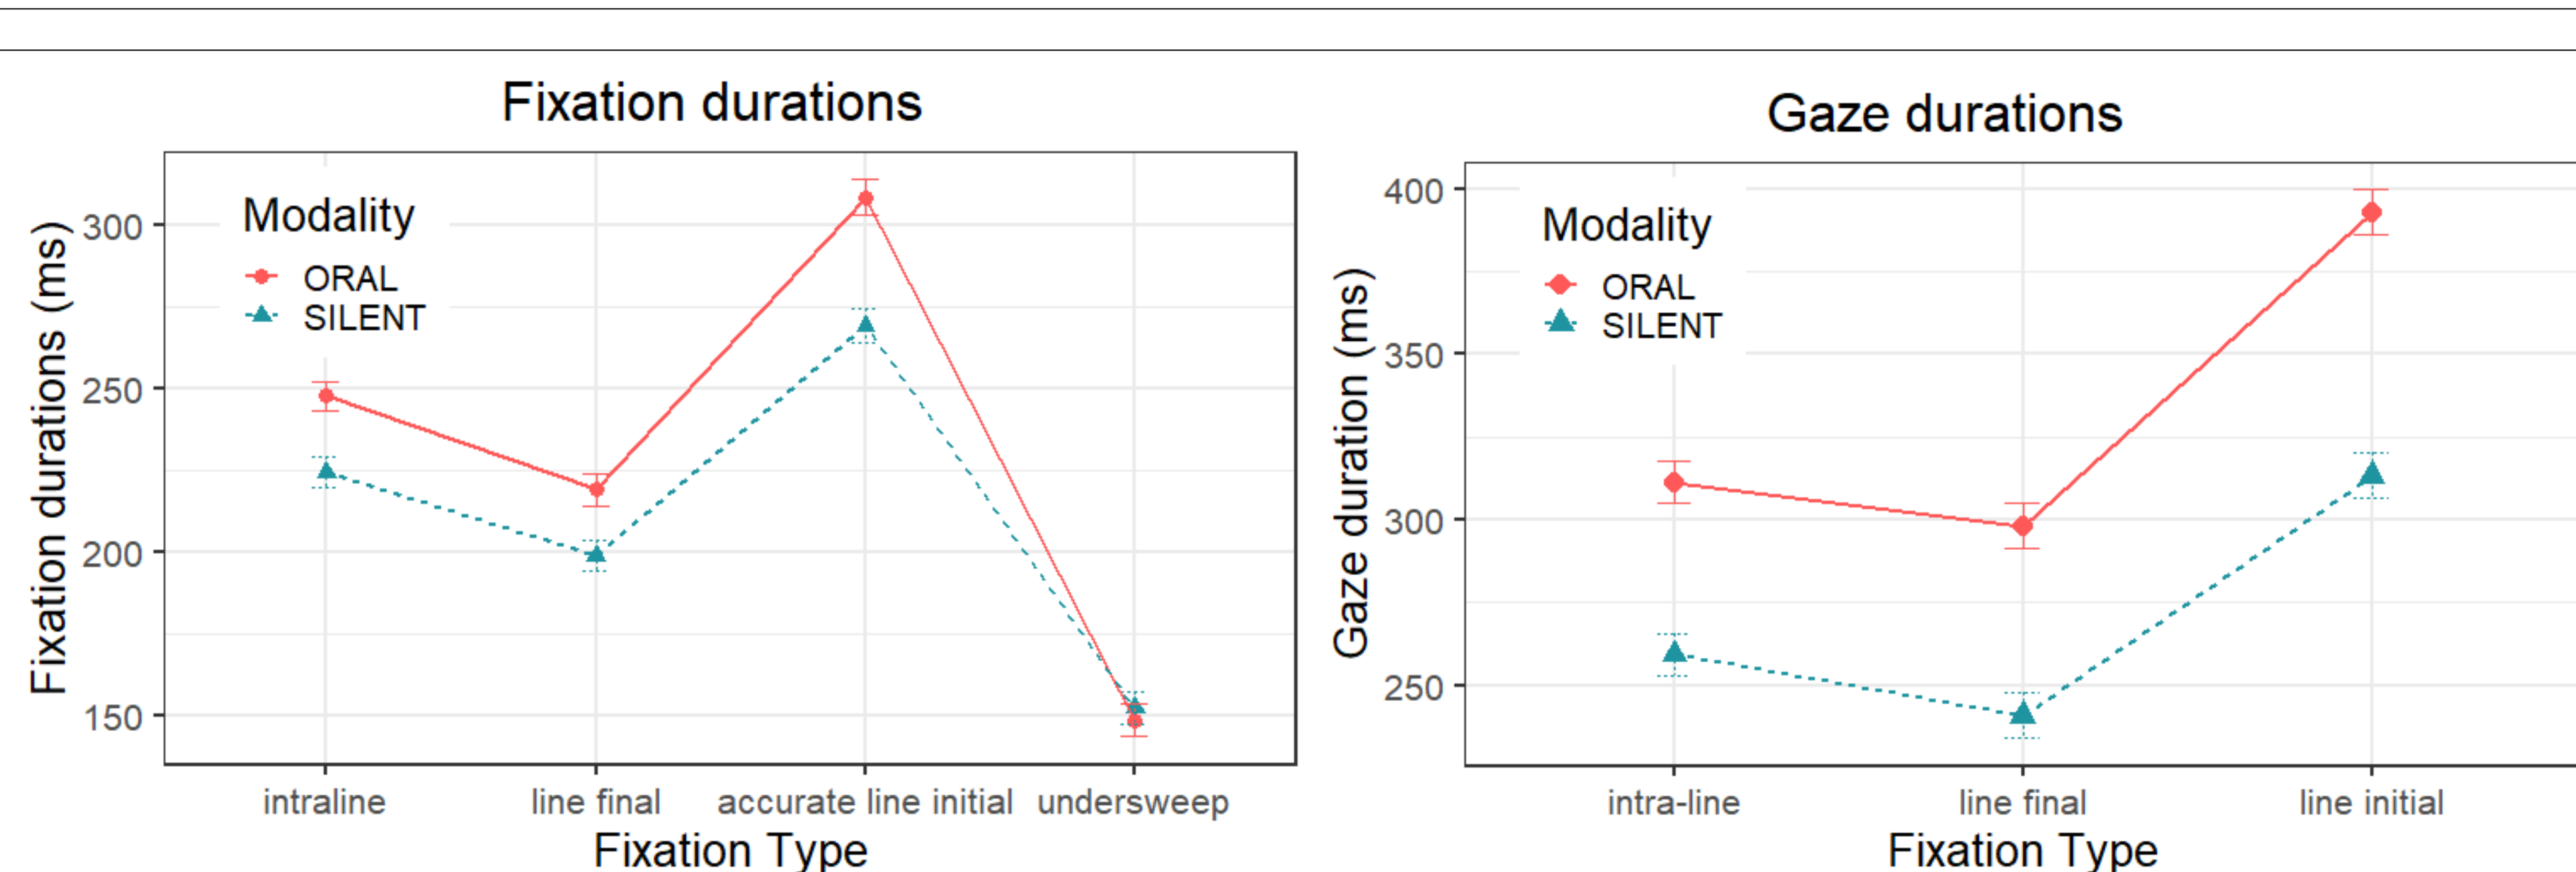 Fixation durations
Fixation durations (ms)
300
250
200
150
Modality
ORAL
SILENT
intraline
line final
accurate line initial
undersweep
Fixation Type
Gaze durations
Gaze duration (ms)
400
350
300
250
Modality
ORAL
SILENT
intra-line
line final
line initial
Fixation Type